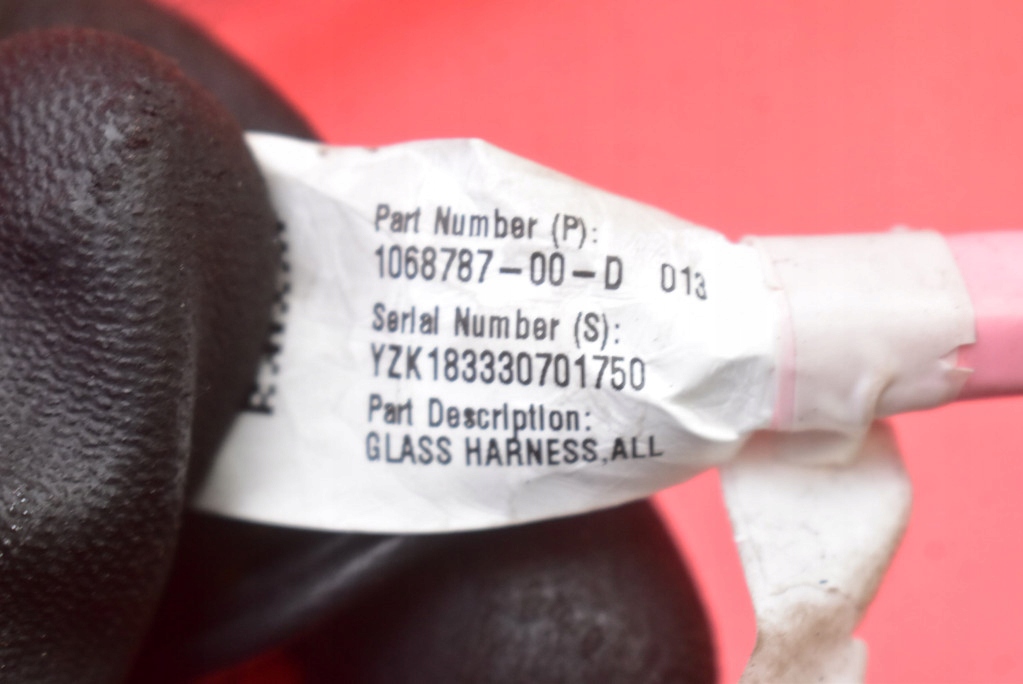 Part Number (P):
1068787-00-D 013
Serial Number (S):
YZK183330701750
Part Description:
GLASS HARNESS,ALL